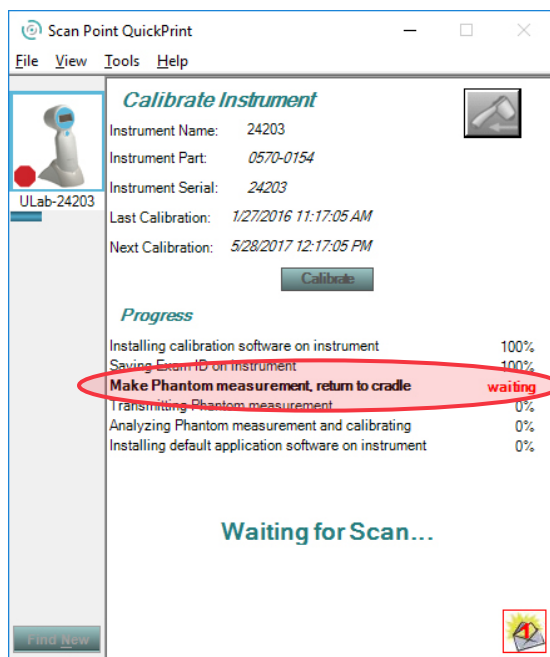 Scan Point QuickPrint
File View Tools Help
Calibrate Instrument
Instrument Name: 24203
Instrument Part: 0570-0154
Instrument Serial: 24203
ULab-24203
Last Calibration: 1/27/2016 11:17:05 AM
Next Calibration: 5/28/2017 12:17:05 PM
Calibrate
Progress
Installing calibration software on instrument 100%
Saving Exam ID on instrument 100%
Make Phantom measurement, return to cradle waiting
Transmitting Phantom measurement 0%
Analyzing Phantom measurement and calibrating 0%
Installing default application software on instrument 0%
Waiting for Scan...
Find New